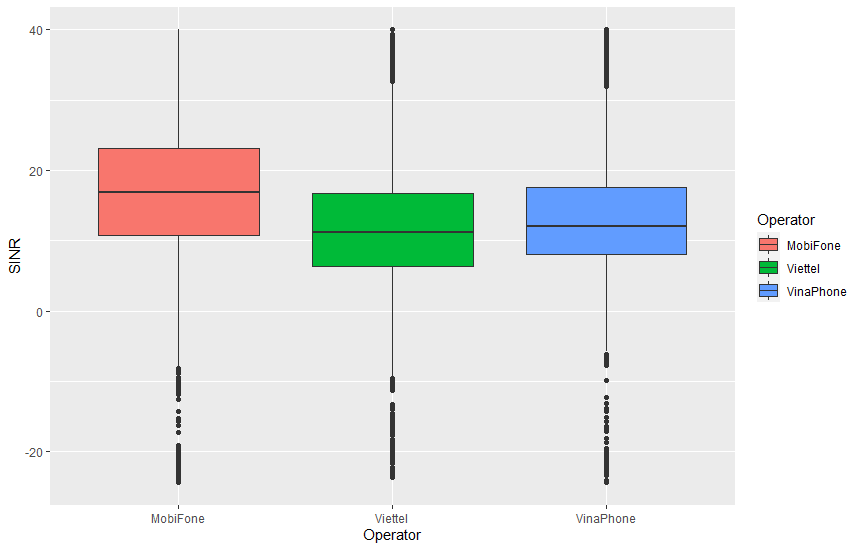 40
20
0
-20
SINR
MobiFone
Viettel
VinaPhone
Operator
Operator
MobiFone
Viettel
VinaPhone